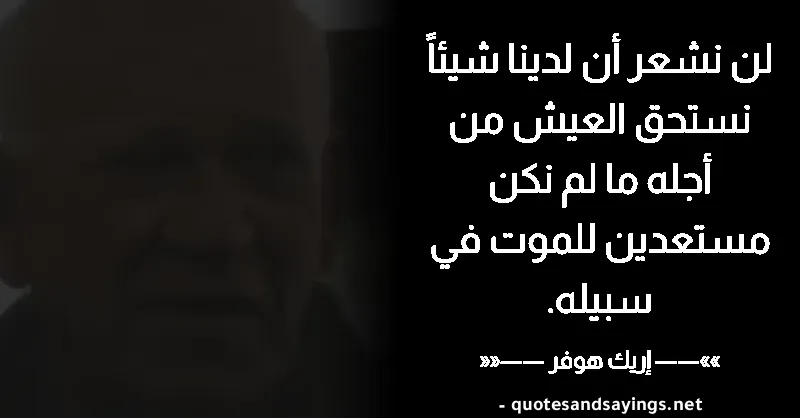 لن نشعر أن لدينا شيئاً
نستحق العيش من
أجله ما لم نكن
مستعدين للموت في
سبيله.
»»——— إريك هوفر ———««
- quotesandsayings.net